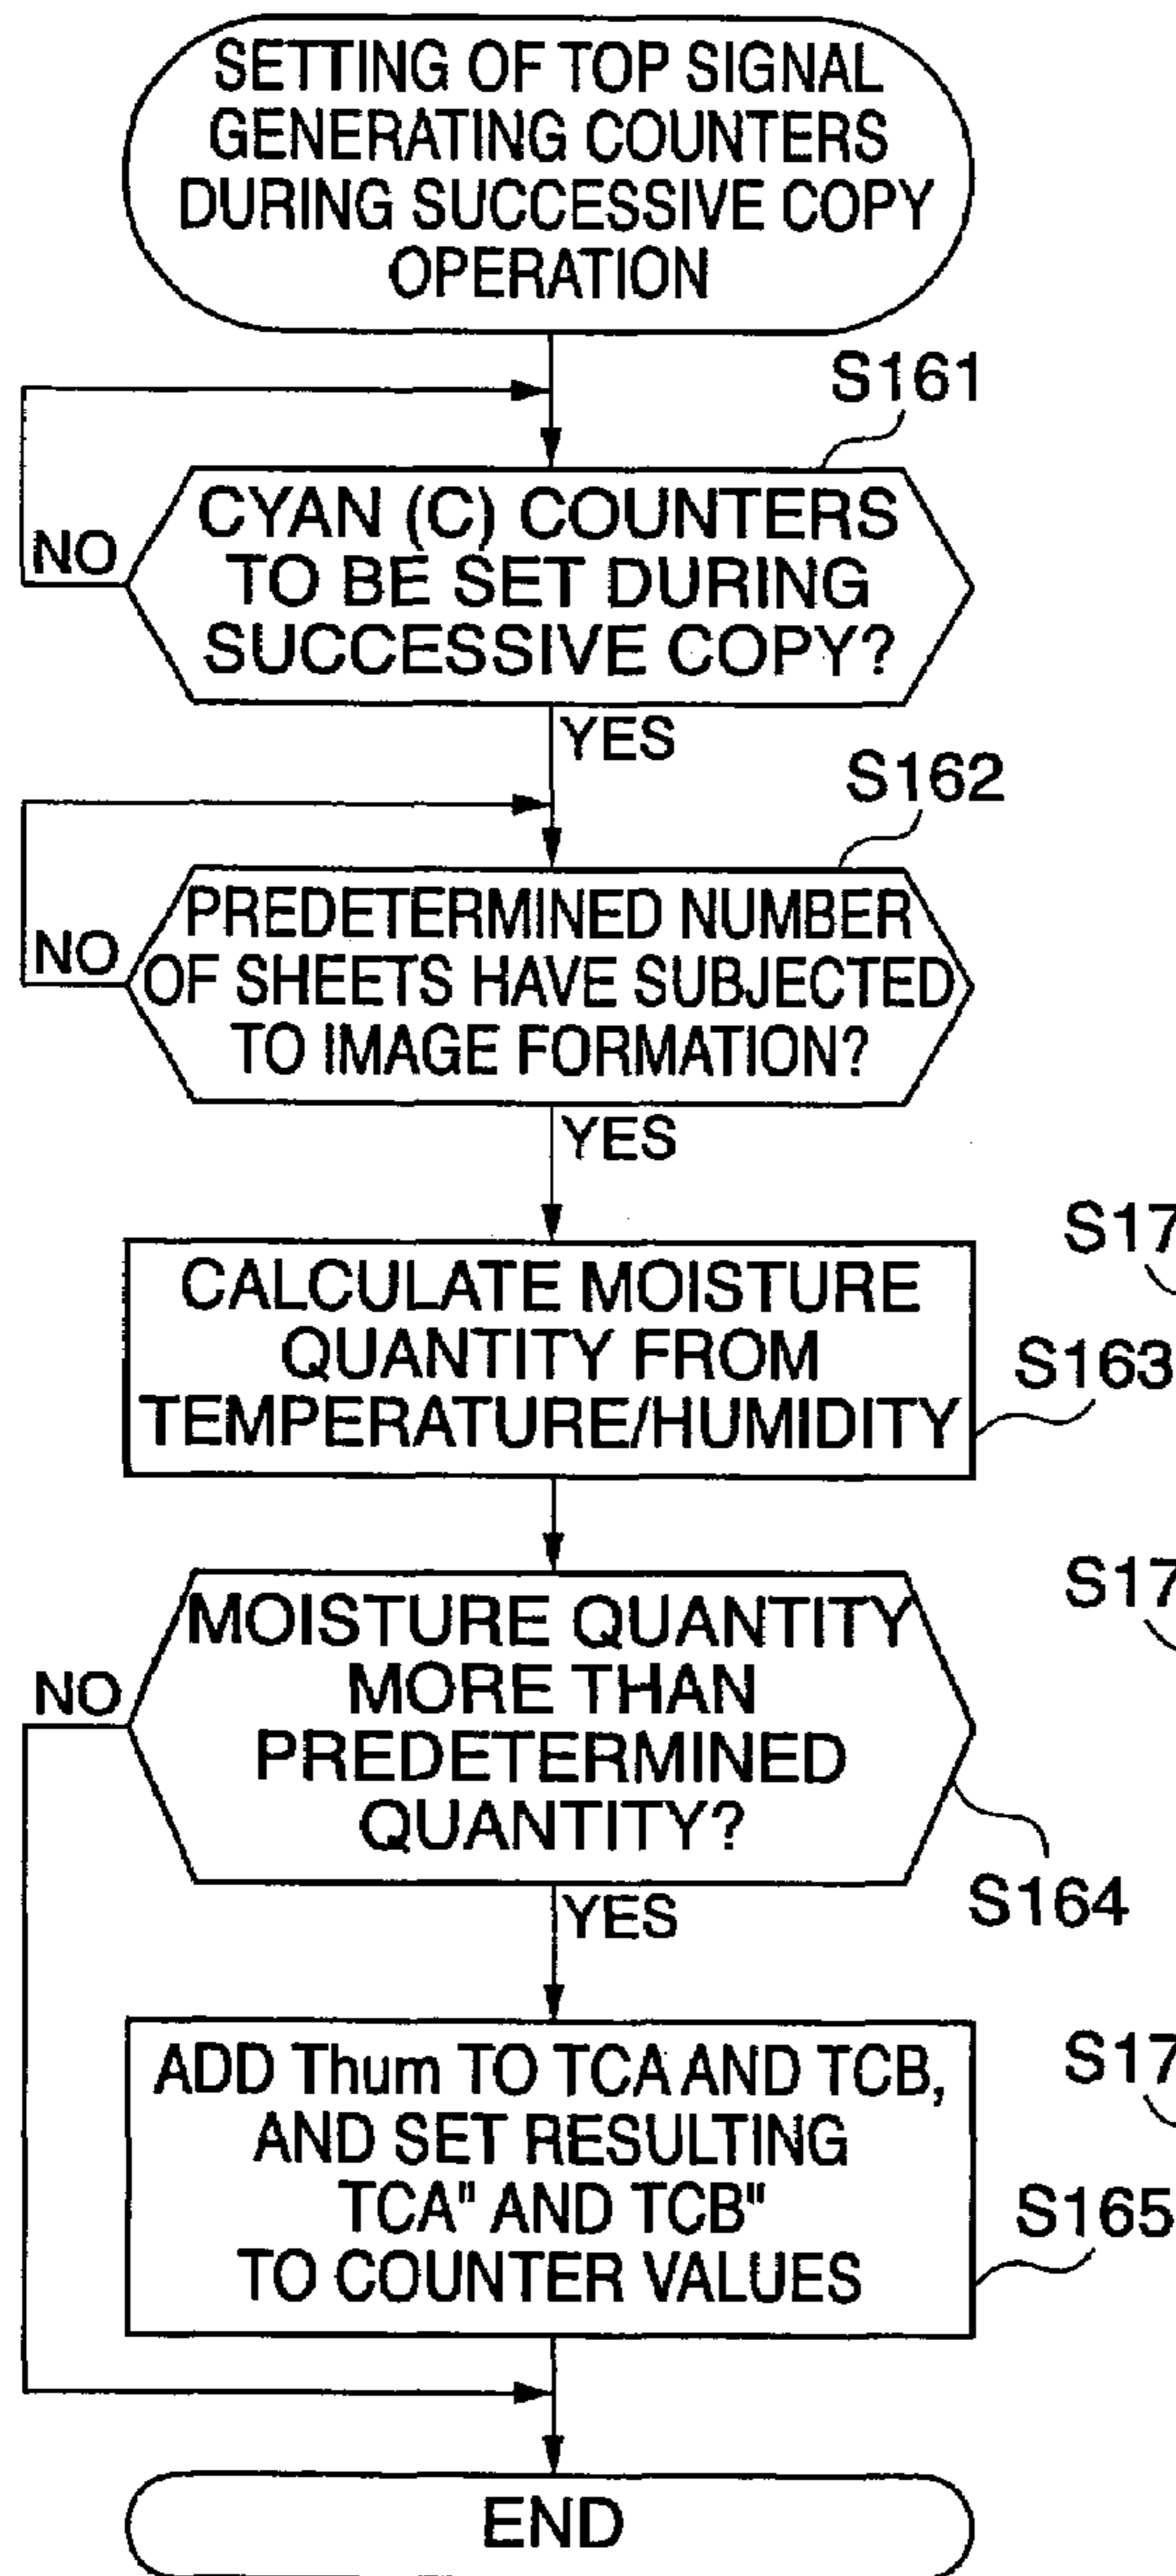 SETTING OF TOP SIGNAL
GENERATING COUNTERS
DURING SUCCESSIVE COPY
OPERATION
S161
CYAN (C) COUNTERS
TO BE SET DURING
SUCCESSIVE COPY?
NO
YES
S162
PREDETERMINED NUMBER
OF SHEETS HAVE SUBJECTED
TO IMAGE FORMATION?
NO
YES
S17
CALCULATE MOISTURE
QUANTITY FROM
TEMPERATURE/HUMIDITY
S163
S17
MOISTURE QUANTITY
MORE THAN
PREDETERMINED
QUANTITY?
NO
S164
YES
S17
ADD Thum TO TCA AND TCB,
AND SET RESULTING
TCA" AND TCB"
TO COUNTER VALUES
S165
END